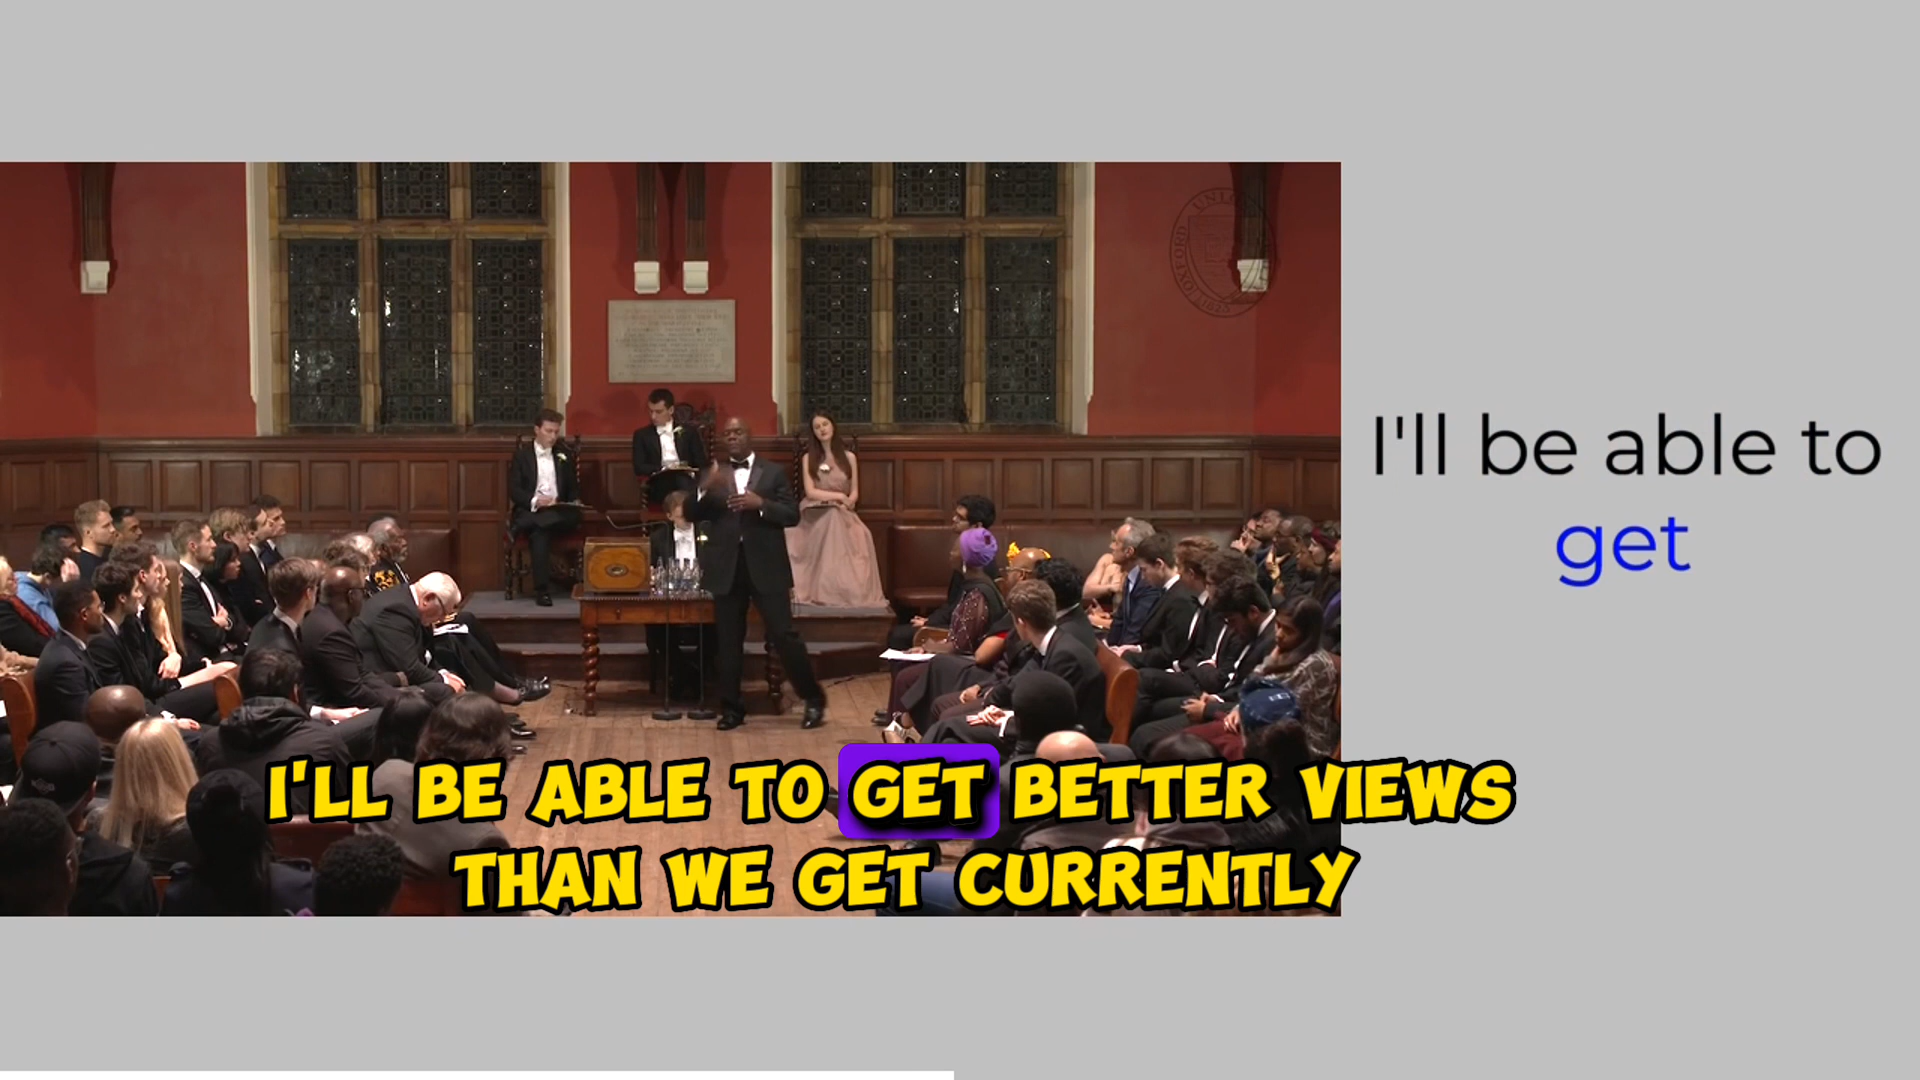 I'll be able to
get
I'LL BE ABLE TO GET BETTER VIEWS
THAN WE GET CURRENTLY